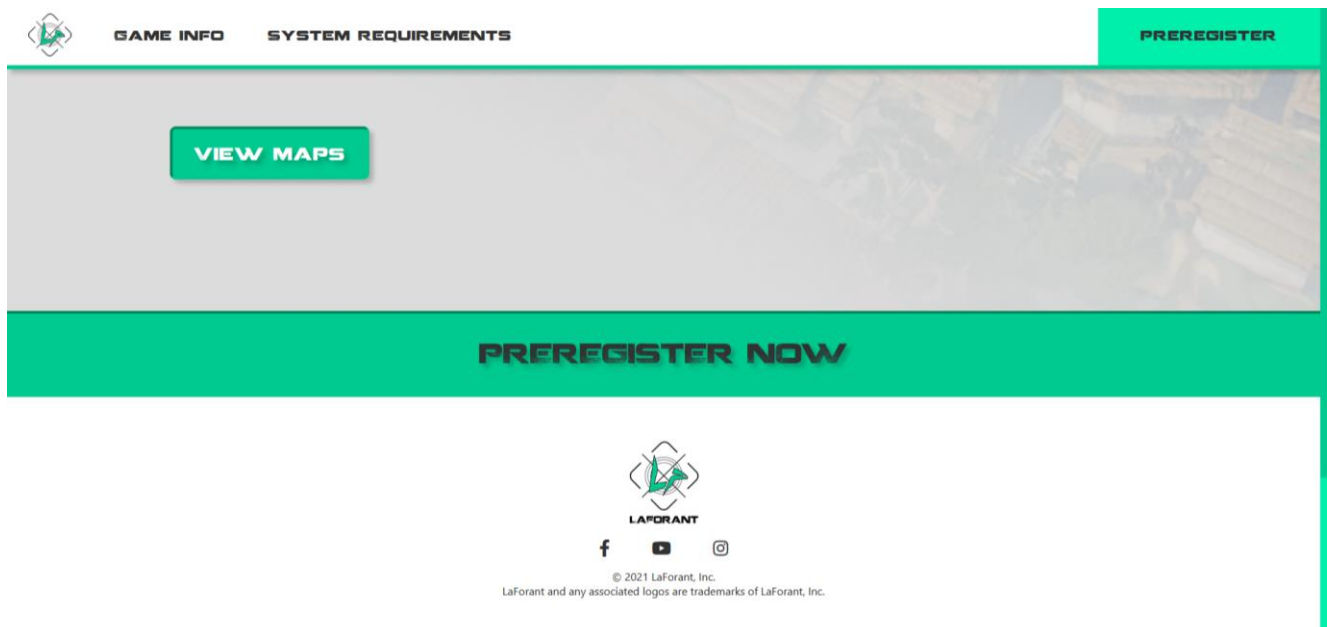 GAME INFO
SYSTEM REQUIREMENTS
PREREGISTER
VIEW MAPS
PREREGISTER NOW
LAFORANT
© 2021 LaForant, Inc.
LaForant and any associated logos are trademarks of LaForant, Inc.